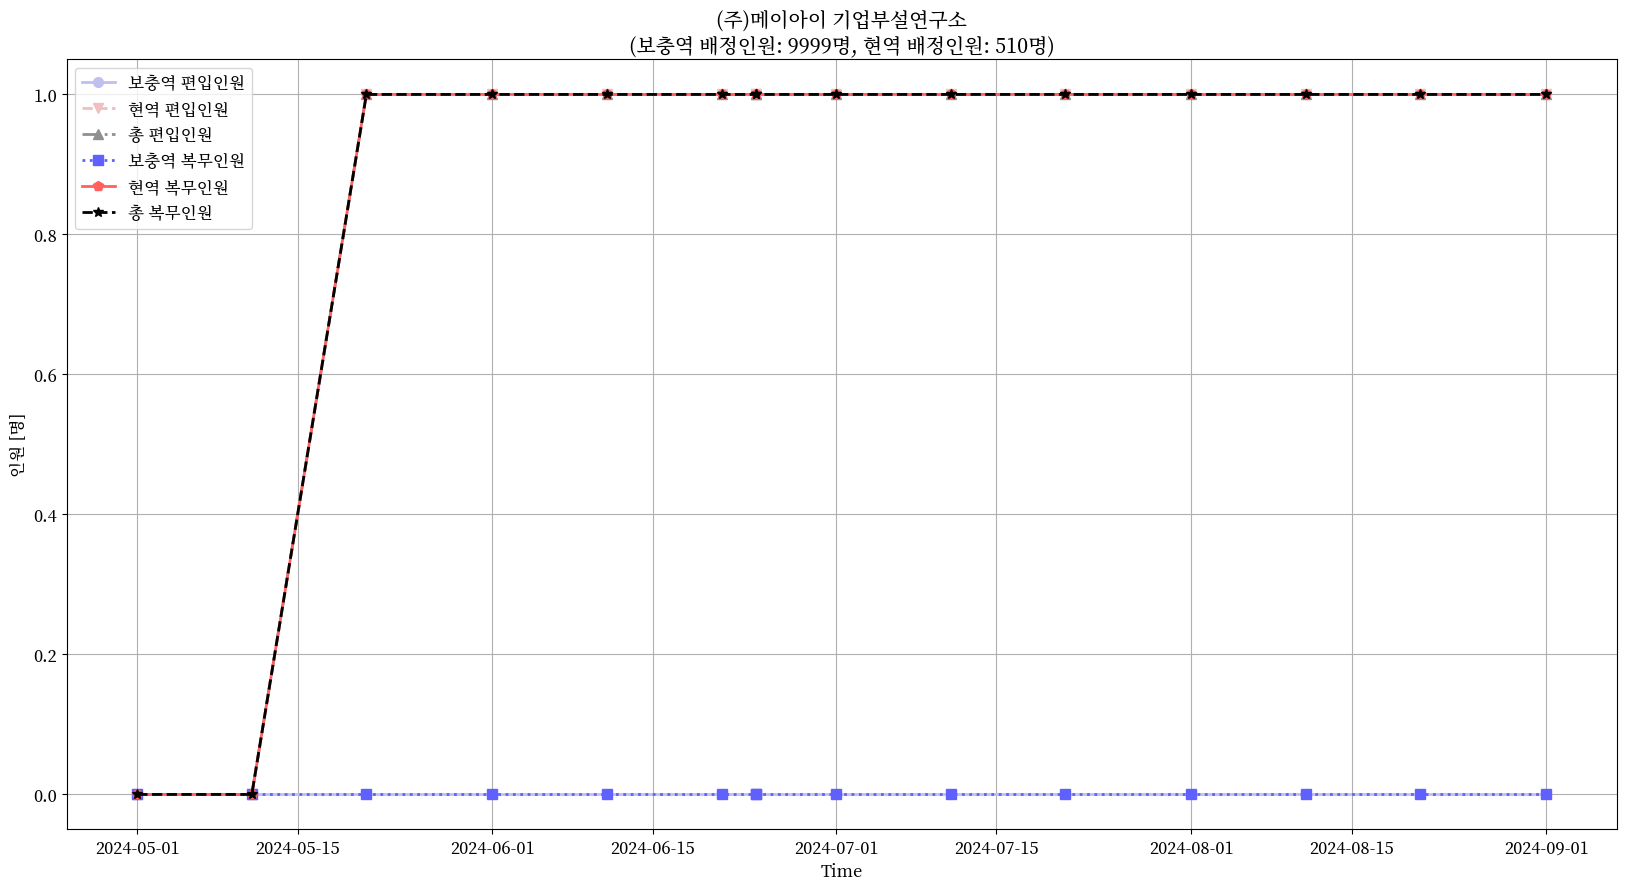 (주)메이아이 기업부설연구소
(보충역 배정인원: 9999명, 현역 배정인원: 510명)
보충역 편입인원
현역 편입인원
총 편입인원
보충역 복무인원
현역 복무인원
총 복무인원
1.0
0.8
0.6
0.4
0.2
0.0
인원 [명]
2024-05-01
2024-05-15
2024-06-01
2024-06-15
2024-07-01
2024-07-15
2024-08-01
2024-08-15
2024-09-01
Time